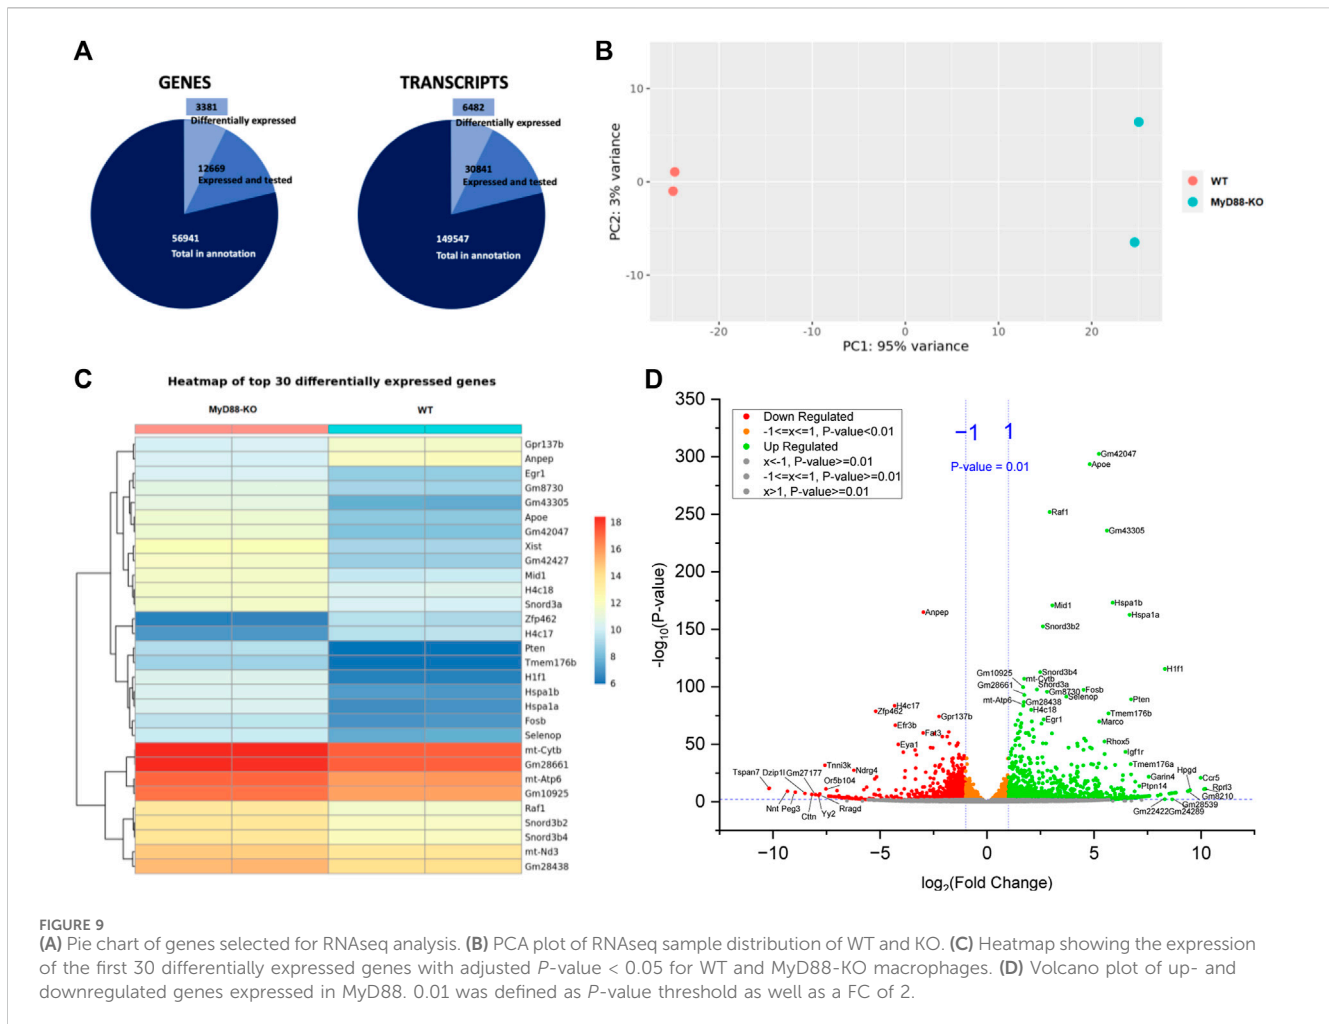 A
GENES
3381
Differentially expressed
12669
Expressed and tested
56941
Total in annotation
TRANSCRIPTS
6482
Differentially expressed
30841
Expressed and tested
149547
Total in annotation
B
10
0
-10
PC2: 3% variance
-20
-10
0
10
20
PC1: 95% variance
WT
MyD88-KO
C
Heatmap of top 30 differentially expressed genes
MyD88-KO
WT
Gpr137b
Anpep
Egr1
Gm8730
Gm43305
Apoe
Gm42047
Xist
Gm42427
Mid1
H4c18
Snord3a
Zfp462
H4c17
Pten
Tmem176b
H1f1
Hspa1b
Hspa1a
Fosb
Selenop
mt-Cytb
Gm28661
mt-Atp6
Gm10925
Raf1
Snord3b2
Snord3b4
mt-Nd3
Gm28438
18
16
14
12
10
8
6
D
350
300
250
200
150
100
50
0
-log10(P-value)
Down Regulated
-1<=x<=1, P-value<0.01
Up Regulated
x<-1, P-value>=0.01
-1<=x<=1, P-value>=0.01
x>1, P-value>=0.01
−1
1
P-value = 0.01
Gm42047
Apoe
Raf1
Gm43305
Mid1
Hspa1b
Hspa1a
Anpep
Snord3b2
H1f1
Gm10925
Snord3b4
mt-Cytb
Gm28661
Snord3a
Gm8730
Fosb
Selenop
Pten
mt-Atp6
Gm28438
H4c18
Egr1
Tmem176b
Marco
H4c17
Zfp462
Gpr137b
Efr3b
Fat3
Eya1
Rhox5
Igf1r
Tmem176a
Tnni3k
Ndrg4
Garin4
Ptpn14
Hpgd
Ccr5
Rprl3
Gm8210
Gm28539
Gm22422
Gm24289
Tspan7
Dzip1l
Gm27177
Or5b104
Nnt
Peg3
Cttn
Yy2
Rragd
−10
−5
0
5
10
log2(Fold Change)
FIGURE 9
(A) Pie chart of genes selected for RNAseq analysis. (B) PCA plot of RNAseq sample distribution of WT and KO. (C) Heatmap showing the expression
of the first 30 differentially expressed genes with adjusted P-value < 0.05 for WT and MyD88-KO macrophages. (D) Volcano plot of up- and
downregulated genes expressed in MyD88. 0.01 was defined as P-value threshold as well as a FC of 2.